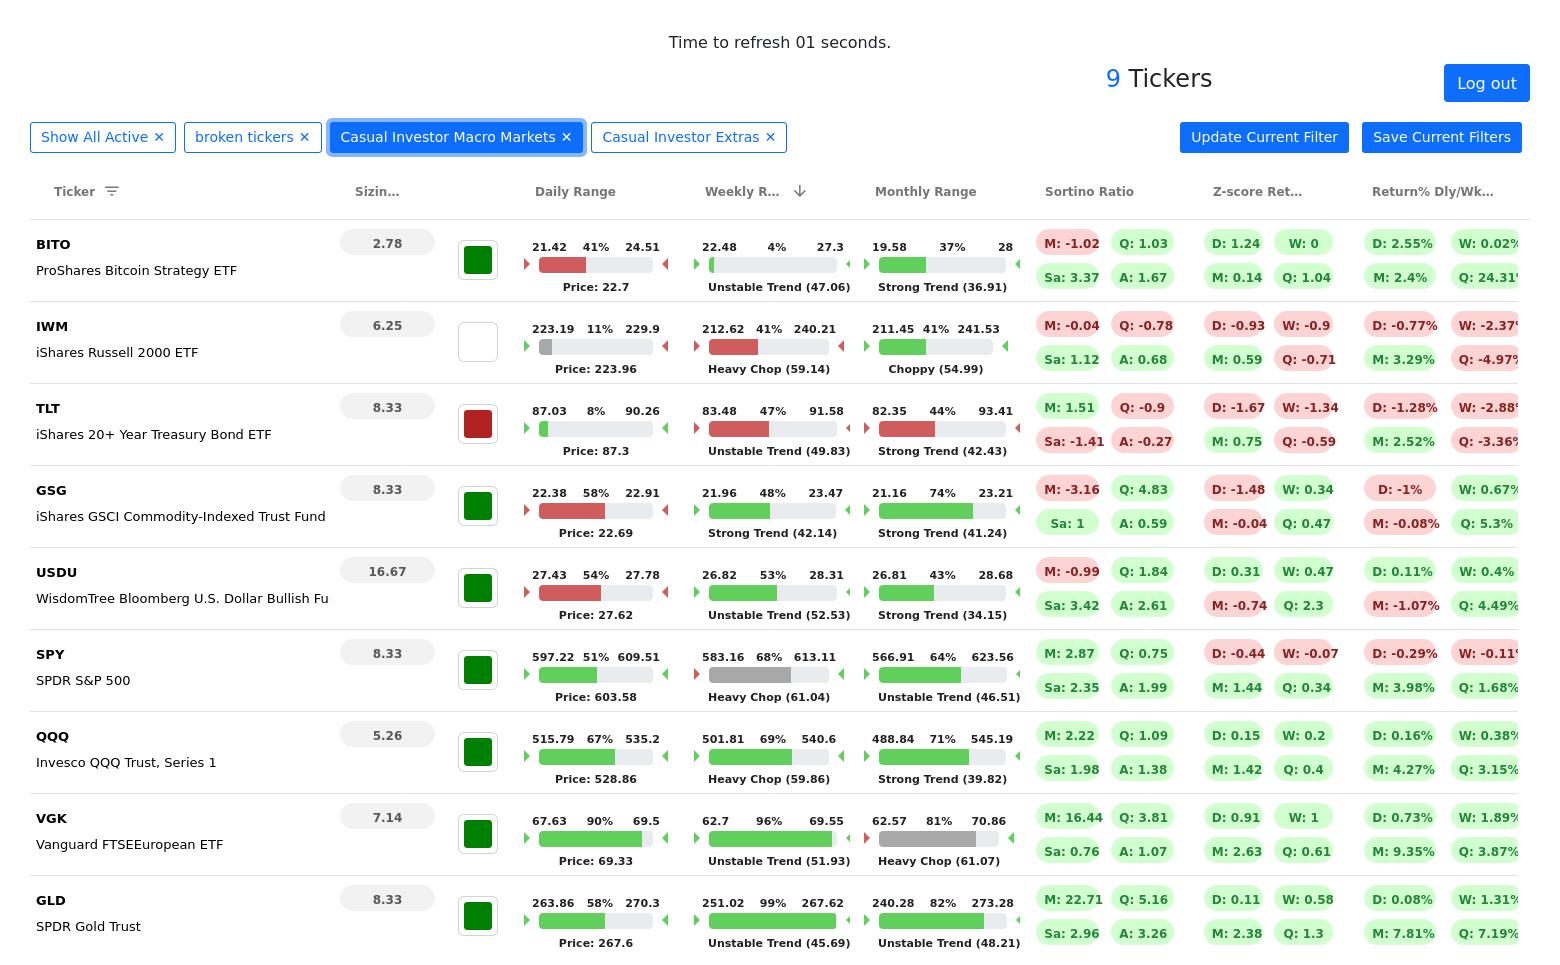 Time to refresh 01 seconds.
9 Tickers
Log out
Show All Active ✕ broken tickers ✕ Casual Investor Macro Markets ✕ Casual Investor Extras ✕ Update Current Filter Save Current Filters
Ticker Sizin... Daily Range Weekly R... Monthly Range Sortino Ratio Z-score Ret... Return% Dly/Wk...
BITO 2.78 21.42 41% 24.51 22.48 4% 27.3 19.58 37% 28 M: -1.02 Q: 1.03 D: 1.24 W: 0 D: 2.55% W: 0.02%
ProShares Bitcoin Strategy ETF Price: 22.7 Unstable Trend (47.06) Strong Trend (36.91) Sa: 3.37 A: 1.67 M: 0.14 Q: 1.04 M: 2.4% Q: 24.31%
IWM 6.25 223.19 11% 229.9 212.62 41% 240.21 211.45 41% 241.53 M: -0.04 Q: -0.78 D: -0.93 W: -0.9 D: -0.77% W: -2.37%
iShares Russell 2000 ETF Price: 223.96 Heavy Chop (59.14) Choppy (54.99) Sa: 1.12 A: 0.68 M: 0.59 Q: -0.71 M: 3.29% Q: -4.97%
TLT 8.33 87.03 8% 90.26 83.48 47% 91.58 82.35 44% 93.41 M: 1.51 Q: -0.9 D: -1.67 W: -1.34 D: -1.28% W: -2.88%
iShares 20+ Year Treasury Bond ETF Price: 87.3 Unstable Trend (49.83) Strong Trend (42.43) Sa: -1.41 A: -0.27 M: 0.75 Q: -0.59 M: 2.52% Q: -3.36%
GSG 8.33 22.38 58% 22.91 21.96 48% 23.47 21.16 74% 23.21 M: -3.16 Q: 4.83 D: -1.48 W: 0.34 D: -1% W: 0.67%
iShares GSCI Commodity-Indexed Trust Fund Price: 22.69 Strong Trend (42.14) Strong Trend (41.24) Sa: 1 A: 0.59 M: -0.04 Q: 0.47 M: -0.08% Q: 5.3%
USDU 16.67 27.43 54% 27.78 26.82 53% 28.31 26.81 43% 28.68 M: -0.99 Q: 1.84 D: 0.31 W: 0.47 D: 0.11% W: 0.4%
WisdomTree Bloomberg U.S. Dollar Bullish Fu Price: 27.62 Unstable Trend (52.53) Strong Trend (34.15) Sa: 3.42 A: 2.61 M: -0.74 Q: 2.3 M: -1.07% Q: 4.49%
SPY 8.33 597.22 51% 609.51 583.16 68% 613.11 566.91 64% 623.56 M: 2.87 Q: 0.75 D: -0.44 W: -0.07 D: -0.29% W: -0.11%
SPDR S&P 500 Price: 603.58 Heavy Chop (61.04) Unstable Trend (46.51) Sa: 2.35 A: 1.99 M: 1.44 Q: 0.34 M: 3.98% Q: 1.68%
QQQ 5.26 515.79 67% 535.2 501.81 69% 540.6 488.84 71% 545.19 M: 2.22 Q: 1.09 D: 0.15 W: 0.2 D: 0.16% W: 0.38%
Invesco QQQ Trust, Series 1 Price: 528.86 Heavy Chop (59.86) Strong Trend (39.82) Sa: 1.98 A: 1.38 M: 1.42 Q: 0.4 M: 4.27% Q: 3.15%
VGK 7.14 67.63 90% 69.5 62.7 96% 69.55 62.57 81% 70.86 M: 16.44 Q: 3.81 D: 0.91 W: 1 D: 0.73% W: 1.89%
Vanguard FTSEEuropean ETF Price: 69.33 Unstable Trend (51.93) Heavy Chop (61.07) Sa: 0.76 A: 1.07 M: 2.63 Q: 0.61 M: 9.35% Q: 3.87%
GLD 8.33 263.86 58% 270.3 251.02 99% 267.62 240.28 82% 273.28 M: 22.71 Q: 5.16 D: 0.11 W: 0.58 D: 0.08% W: 1.31%
SPDR Gold Trust Price: 267.6 Unstable Trend (45.69) Unstable Trend (48.21) Sa: 2.96 A: 3.26 M: 2.38 Q: 1.3 M: 7.81% Q: 7.19%